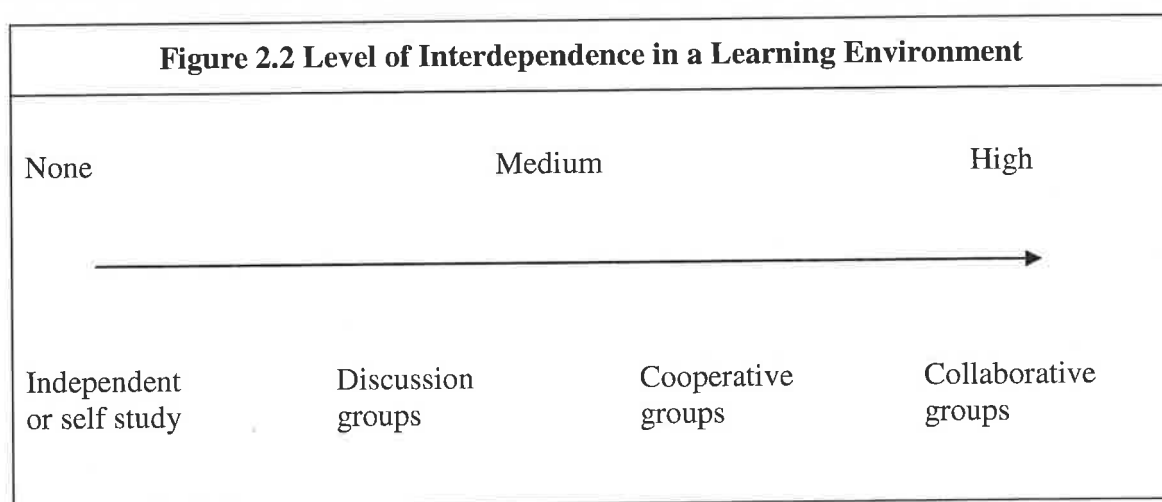 Figure 2.2 Level of Interdependence in a Learning Environment
None Medium High
Independent Discussion Cooperative Collaborative
or self study groups groups groups